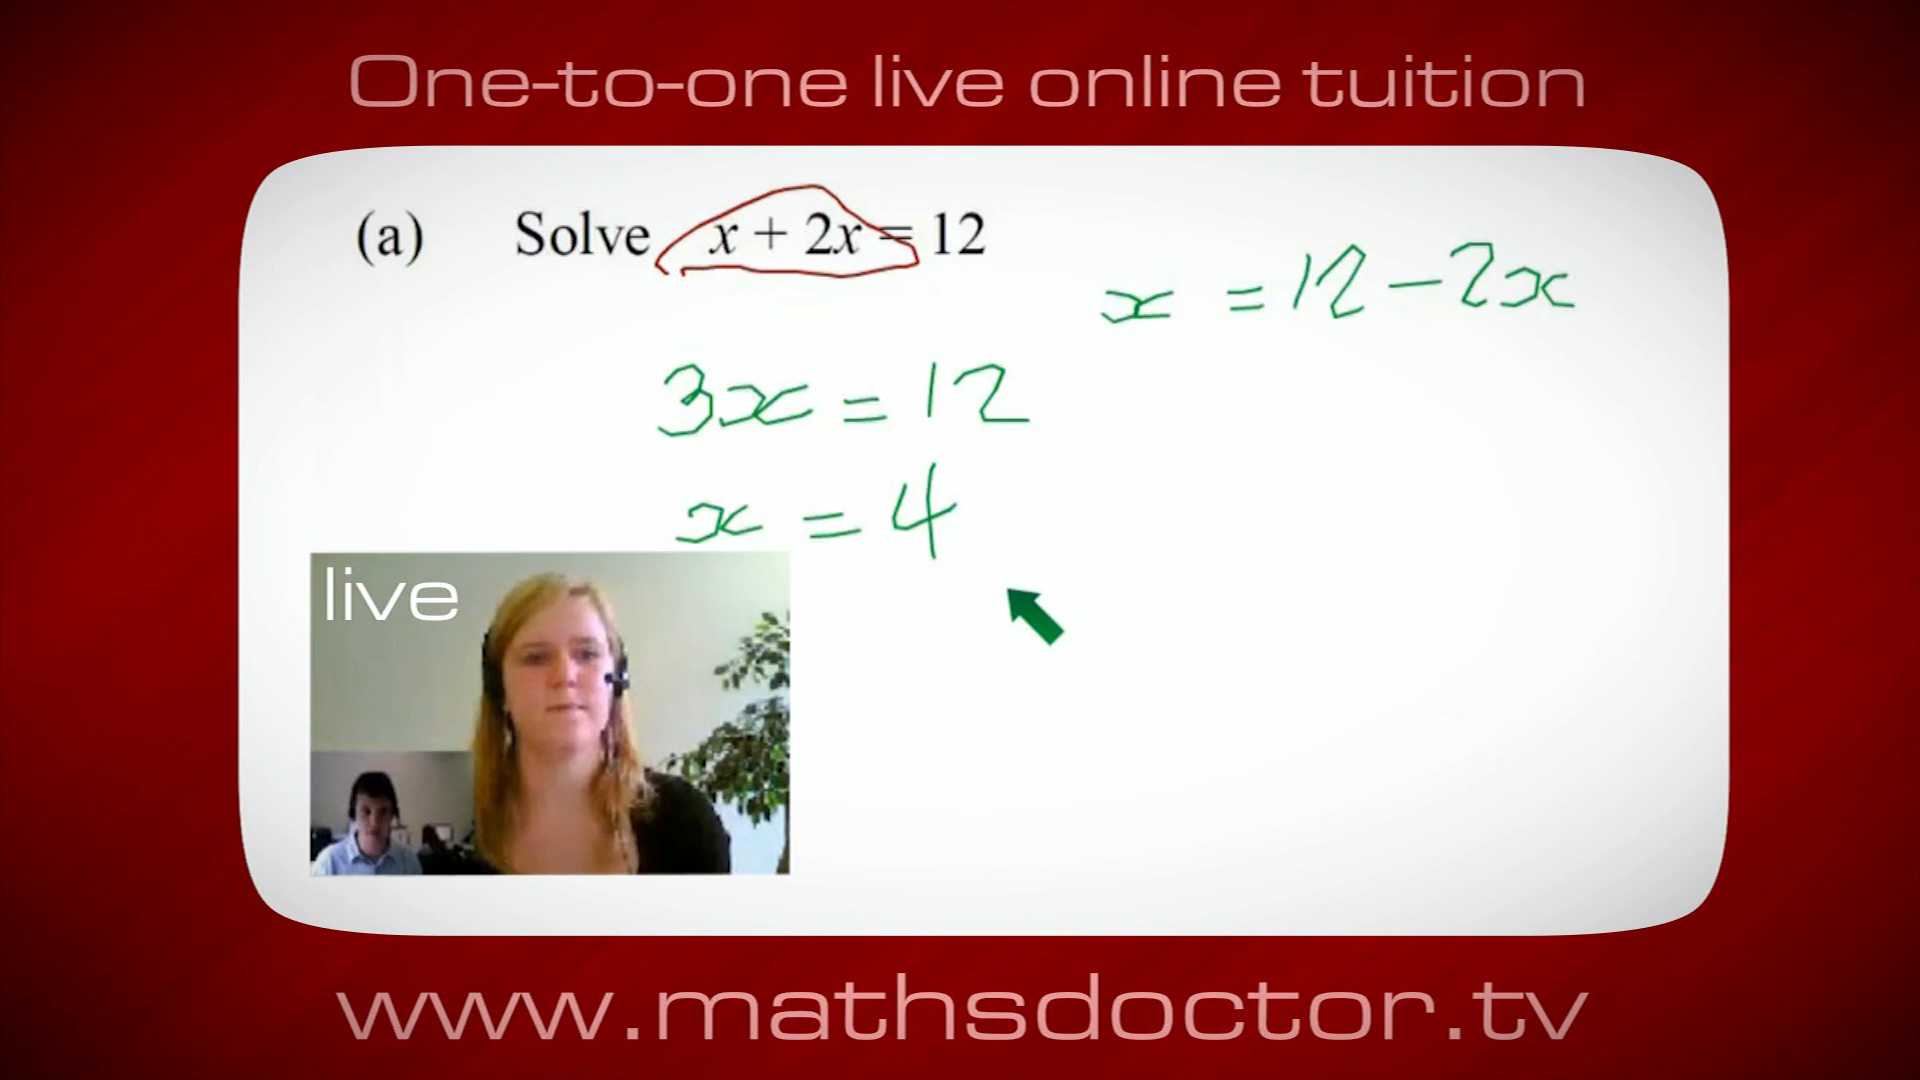 One-to-one live online tuition
(a) Solve x + 2x = 12
x = 12 - 2x
3x = 12
x = 4
live
www.mathsdoctor.tv